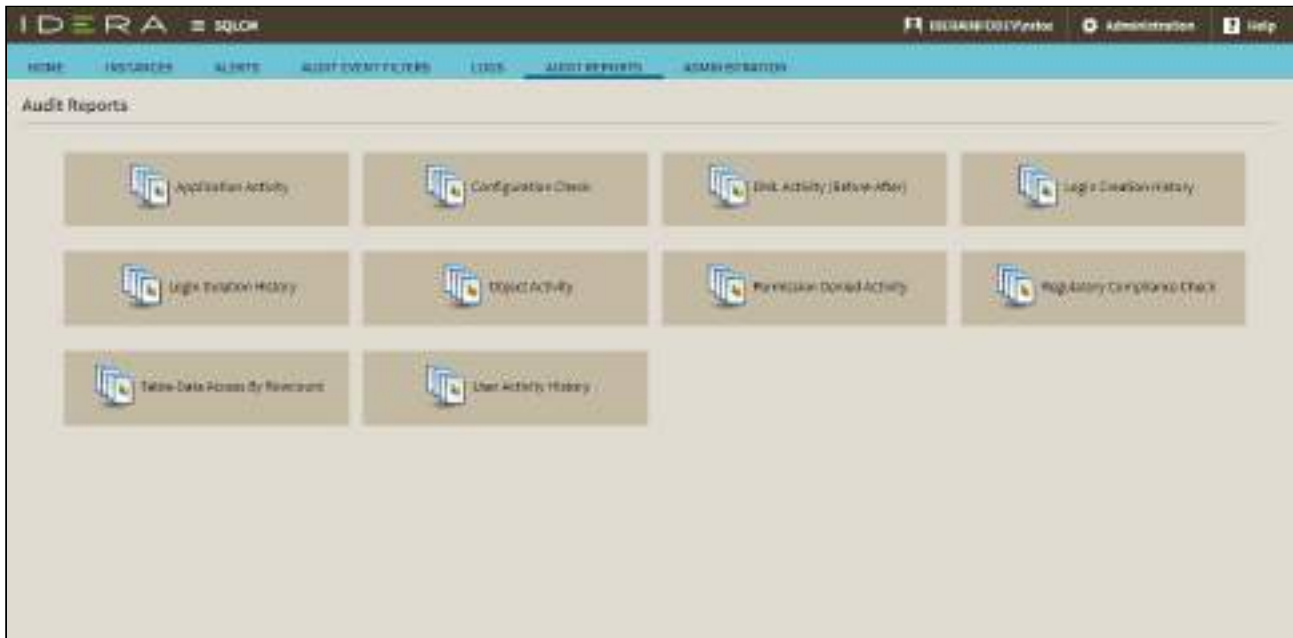 IDERA SQLCM Administration Help
HOME INSTANCES ALERTS AUDIT EVENT FILTERS LOGS AUDIT REPORTS ADMINISTRATION
Audit Reports
Application Activity
Configuration Check
DML Activity (Before-After)
Login Creation History
Login Deletion History
Object Activity
Permission Denied Activity
Regulatory Compliance Check
Table Data Access By Rowcount
User Activity History